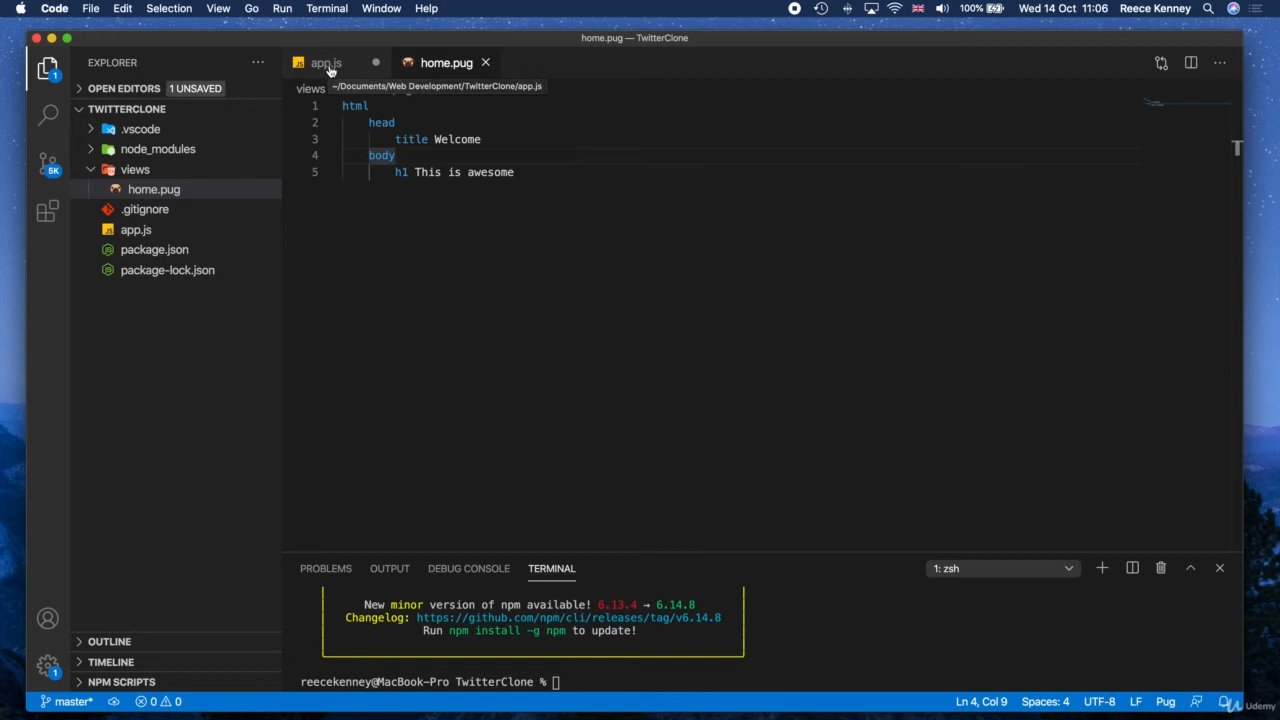 Code File Edit Selection View Go Run Terminal Window Help 100% Wed 14 Oct 11:06 Reece Kenney
home.pug — TwitterClone
EXPLORER
app.js
home.pug
OPEN EDITORS 1 UNSAVED
views
~/Documents/Web Development/TwitterClone/app.js
TWITTERCLONE
.vscode
node_modules
views
home.pug
.gitignore
app.js
package.json
package-lock.json
1 html
2 head
3 title Welcome
4 body
5 h1 This is awesome
T
1
5K
PROBLEMS OUTPUT DEBUG CONSOLE TERMINAL 1: zsh
New minor version of npm available! 6.13.4 → 6.14.8
Changelog: https://github.com/npm/cli/releases/tag/v6.14.8
Run npm install -g npm to update!
reecekenney@MacBook-Pro TwitterClone %
OUTLINE
TIMELINE
NPM SCRIPTS
1
master* 0 0 Ln 4, Col 9 Spaces: 4 UTF-8 LF Pug
Udemy